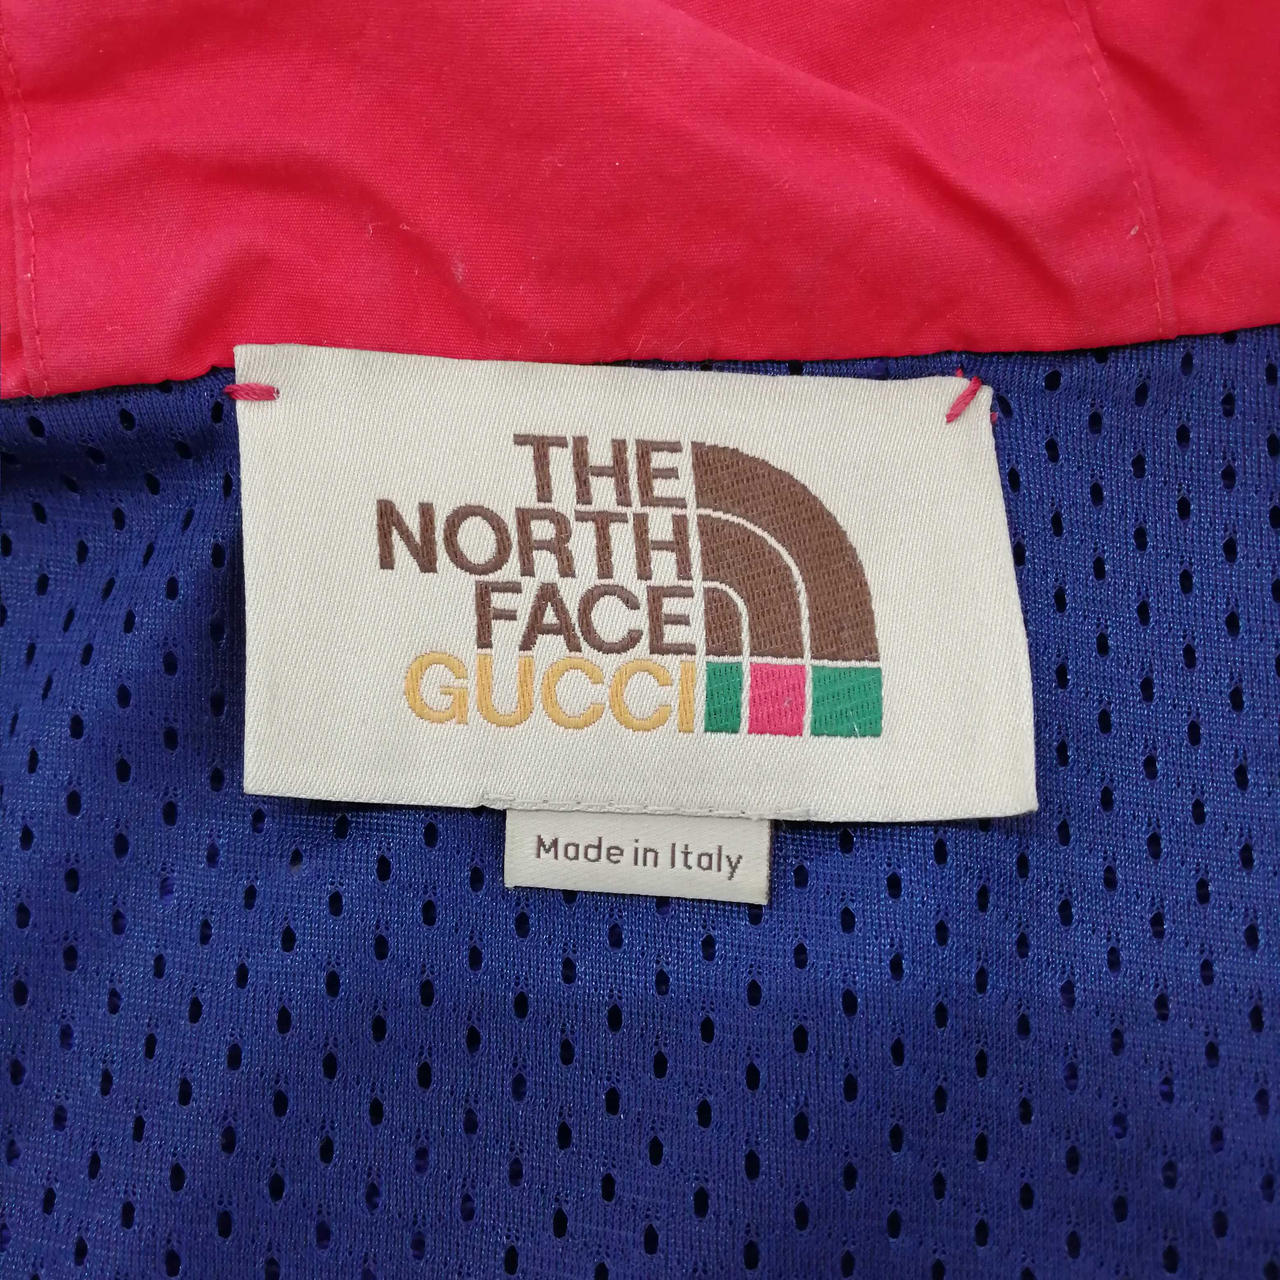 THE
NORTH
FACE
GUCCI
Made in Italy